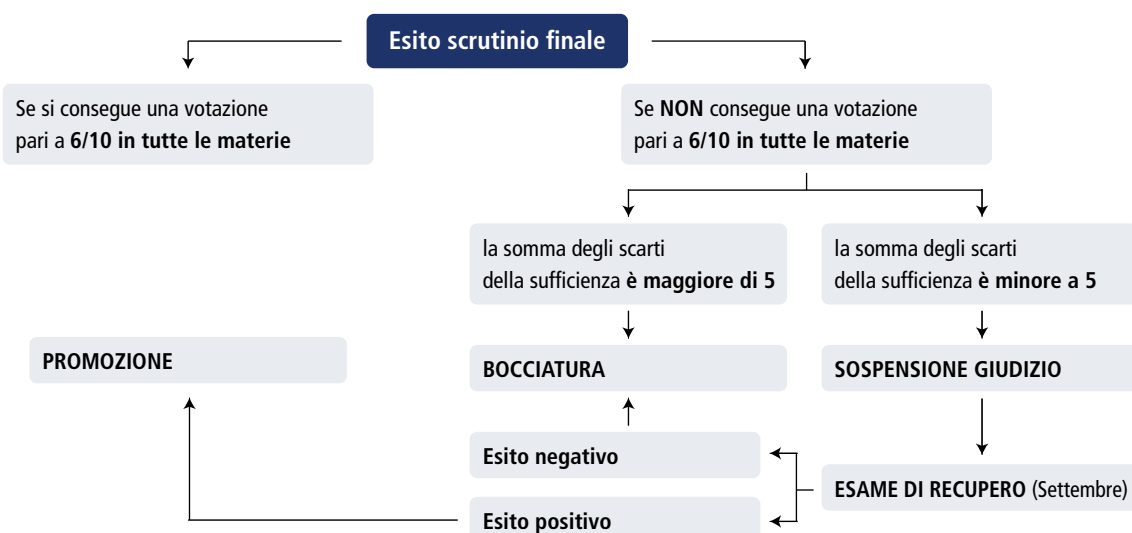 Esito scrutinio finale
Se si consegue una votazione
pari a 6/10 in tutte le materie
Se NON consegue una votazione
pari a 6/10 in tutte le materie
la somma degli scarti
della sufficienza è maggiore di 5
la somma degli scarti
della sufficienza è minore a 5
PROMOZIONE
BOCCIATURA
SOSPENSIONE GIUDIZIO
Esito negativo
ESAME DI RECUPERO (Settembre)
Esito positivo